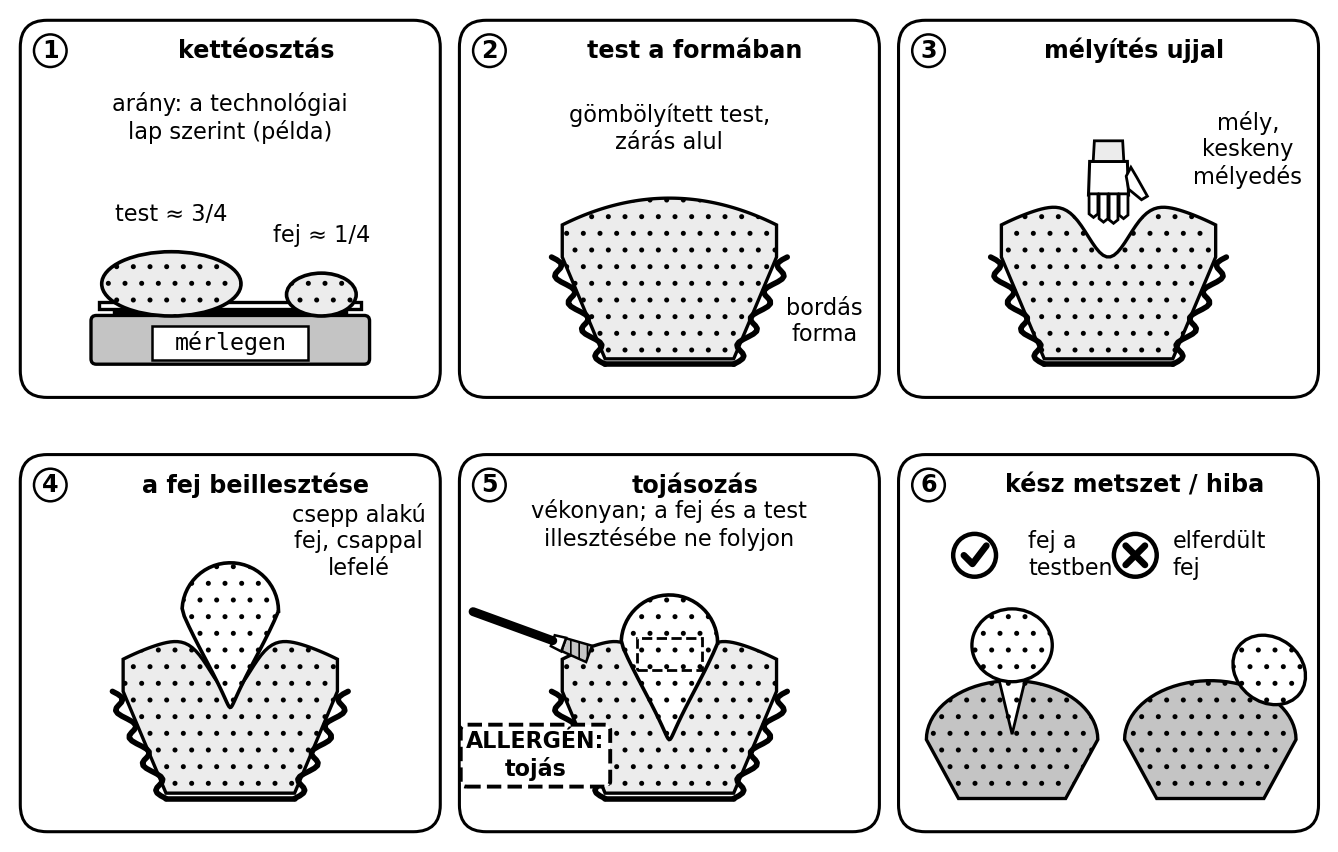 1 kettéosztás
arány: a technológiai
lap szerint (példa)
test ≈ 3/4
fej ≈ 1/4
mérlegen
2 test a formában
gömbölyített test,
zárás alul
bordás
forma
3 mélyítés ujjal
mély,
keskeny
mélyedés
4 a fej beillesztése
csepp alakú
fej, csappal
lefelé
5 tojásozás
vékonyan; a fej és a test
illesztésébe ne folyjon
ALLERGÉN:
tojás
6 kész metszet / hiba
fej a
testben
elferdült
fej